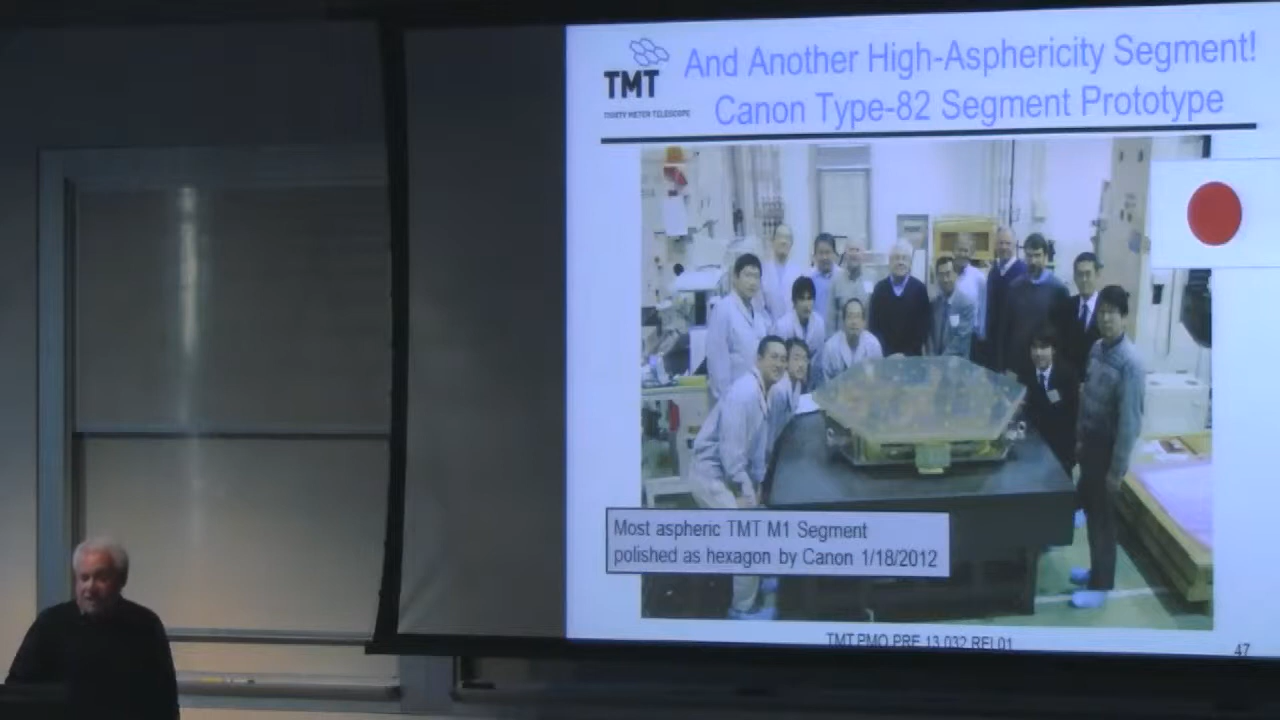 And Another High-Asphericity Segment!
TMT
THIRTY METER TELESCOPE
Canon Type-82 Segment Prototype
Most aspheric TMT M1 Segment
polished as hexagon by Canon 1/18/2012
TMT.PMO.PRE.13.032.REL01
47